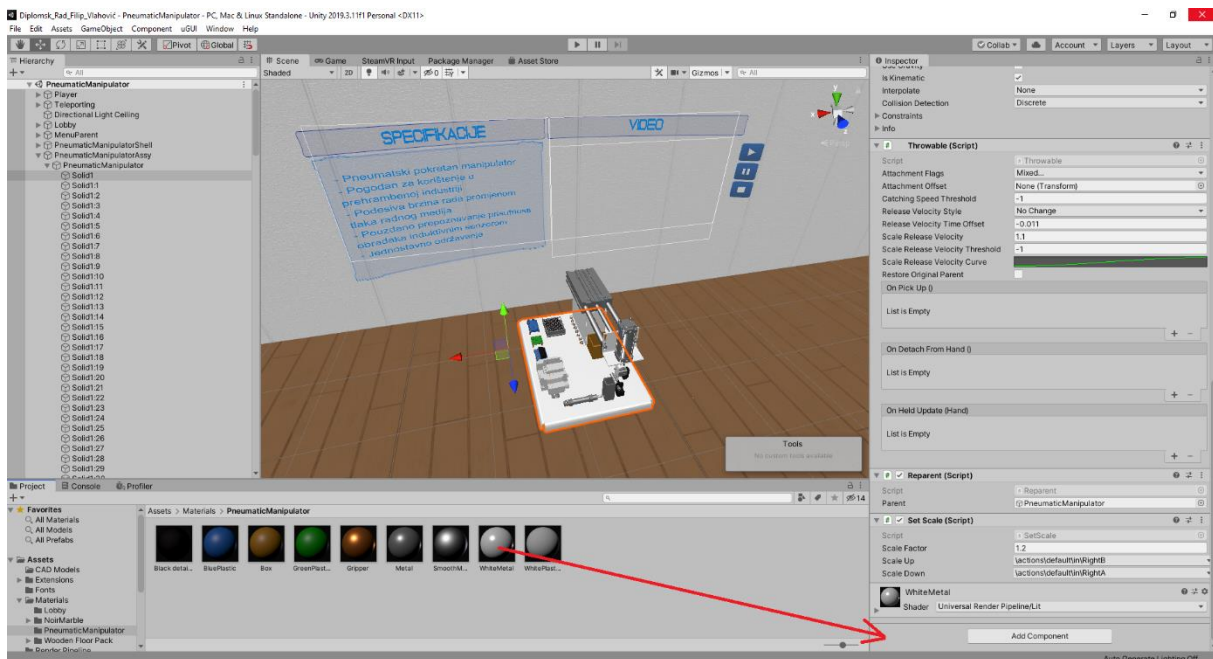 Diplomsk_Rad_Filip_Vlahović - PneumaticManipulator - PC, Mac & Linux Standalone - Unity 2019.3.11f1 Personal <DX11>
File Edit Assets GameObject Component uGUI Window Help
Pivot Global Collab Account Layers Layout
Hierarchy
All
PneumaticManipulator
Player
Teleporting
Directional Light Ceiling
Lobby
MenuParent
PneumaticManipulatorShell
PneumaticManipulatorAssy
PneumaticManipulator
Solid1
Solid1:1
Solid1:2
Solid1:3
Solid1:4
Solid1:5
Solid1:6
Solid1:7
Solid1:8
Solid1:9
Solid1:10
Solid1:11
Solid1:12
Solid1:13
Solid1:14
Solid1:15
Solid1:16
Solid1:17
Solid1:18
Solid1:19
Solid1:20
Solid1:21
Solid1:22
Solid1:23
Solid1:24
Solid1:25
Solid1:26
Solid1:27
Solid1:28
Solid1:29
Scene Game SteamVR Input Package Manager Asset Store
Shaded 2D 0 Gizmos All
y
x
z
SPECIFIKACIJE
VIDEO
- Pneumatski pokretan manipulator
- Pogodan za korištenje u
prehrambenoj industriji
- Podesiva brzina rada promjenom
tlaka radnog medija
- Pouzdano prepoznavanje prisutnosti
obradaka induktivnim senzorom
- Jednostavno održavanje
Tools
No custom tools available
Inspector
Use Gravity
Is Kinematic
Interpolate None
Collision Detection Discrete
Constraints
Info
Throwable (Script)
Script Throwable
Attachment Flags Mixed...
Attachment Offset None (Transform)
Catching Speed Threshold -1
Release Velocity Style No Change
Release Velocity Time Offset -0.011
Scale Release Velocity 1.1
Scale Release Velocity Threshold -1
Scale Release Velocity Curve
Restore Original Parent
On Pick Up ()
List is Empty
+ -
On Detach From Hand ()
List is Empty
+ -
On Held Update (Hand)
List is Empty
+ -
Reparent (Script)
Script Reparent
Parent PneumaticManipulator
Set Scale (Script)
Script SetScale
Scale Factor 1.2
Scale Up \actions\default\in\RightB
Scale Down \actions\default\in\RightA
WhiteMetal
Shader Universal Render Pipeline/Lit
Add Component
Auto Generate Lighting Off
Project Console Profiler
14
Favorites
All Materials
All Models
All Prefabs
Assets
CAD Models
Extensions
Fonts
Materials
Lobby
NoirMarble
PneumaticManipulator
Wooden Floor Pack
Render Pipeline
Assets > Materials > PneumaticManipulator
Black detai... BluePlastic Box GreenPlast... Gripper Metal SmoothM... WhiteMetal WhitePlast...